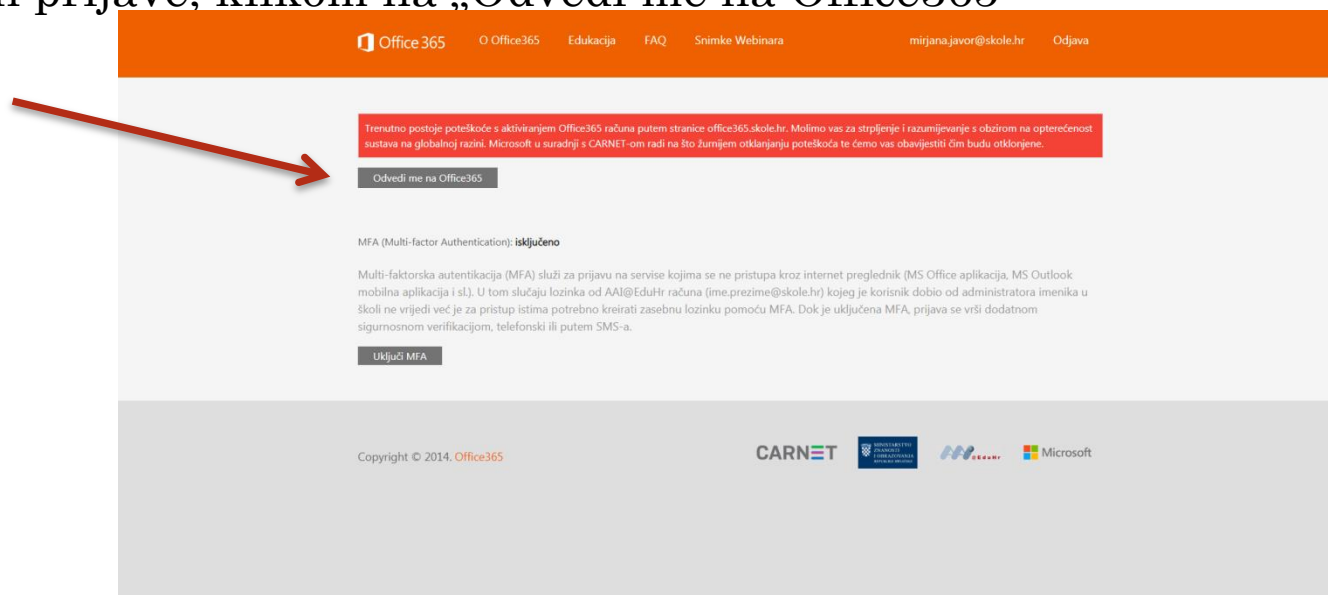 prijave, klikom na „Odvedi me na Office365“
Office 365 O Office365 Edukacija FAQ Snimke Webinara mirjana.javor@skole.hr Odjava
Trenutno postoje poteškoće s aktiviranjem Office365 računa putem stranice office365.skole.hr. Molimo vas za strpljenje i razumijevanje s obzirom na opterećenost
sustava na globalnoj razini. Microsoft u suradnji s CARNET-om radi na što žurnijem otklanjanju poteškoća te ćemo vas obavijestiti čim budu otklonjene.
Odvedi me na Office365
MFA (Multi-factor Authentication): isključeno
Multi-faktorska autentikacija (MFA) služi za prijavu na servise kojima se ne pristupa kroz internet preglednik (MS Office aplikacija, MS Outlook
mobilna aplikacija i sl.). U tom slučaju lozinka od AAI@EduHr računa (ime.prezime@skole.hr) kojeg je korisnik dobio od administratora imenika u
školi ne vrijedi već je za pristup istima potrebno kreirati zasebnu lozinku pomoću MFA. Dok je uključena MFA, prijava se vrši dodatnom
sigurnosnom verifikacijom, telefonski ili putem SMS-a.
Uključi MFA
Copyright © 2014. Office365
CARNET MINISTARSTVO ZNANOSTI I OBRAZOVANJA Microsoft